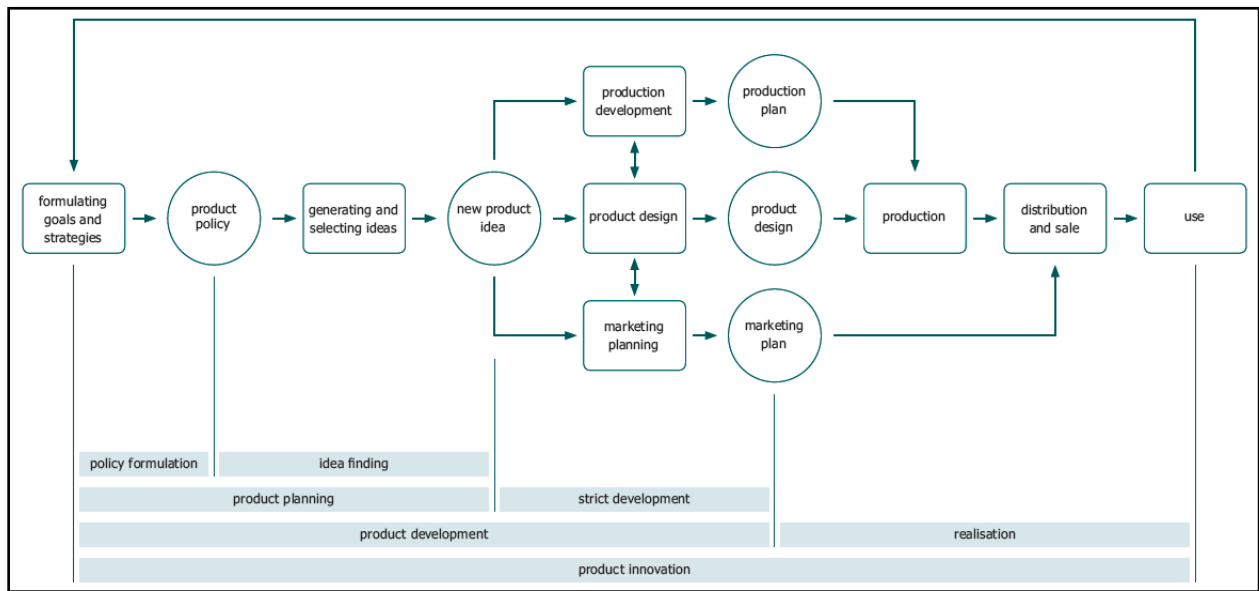 production
development
production
plan
formulating
goals and
strategies
product
policy
generating and
selecting ideas
new product
idea
product design
product
design
production
distribution
and sale
use
marketing
planning
marketing
plan
policy formulation
idea finding
product planning
strict development
product development
realisation
product innovation